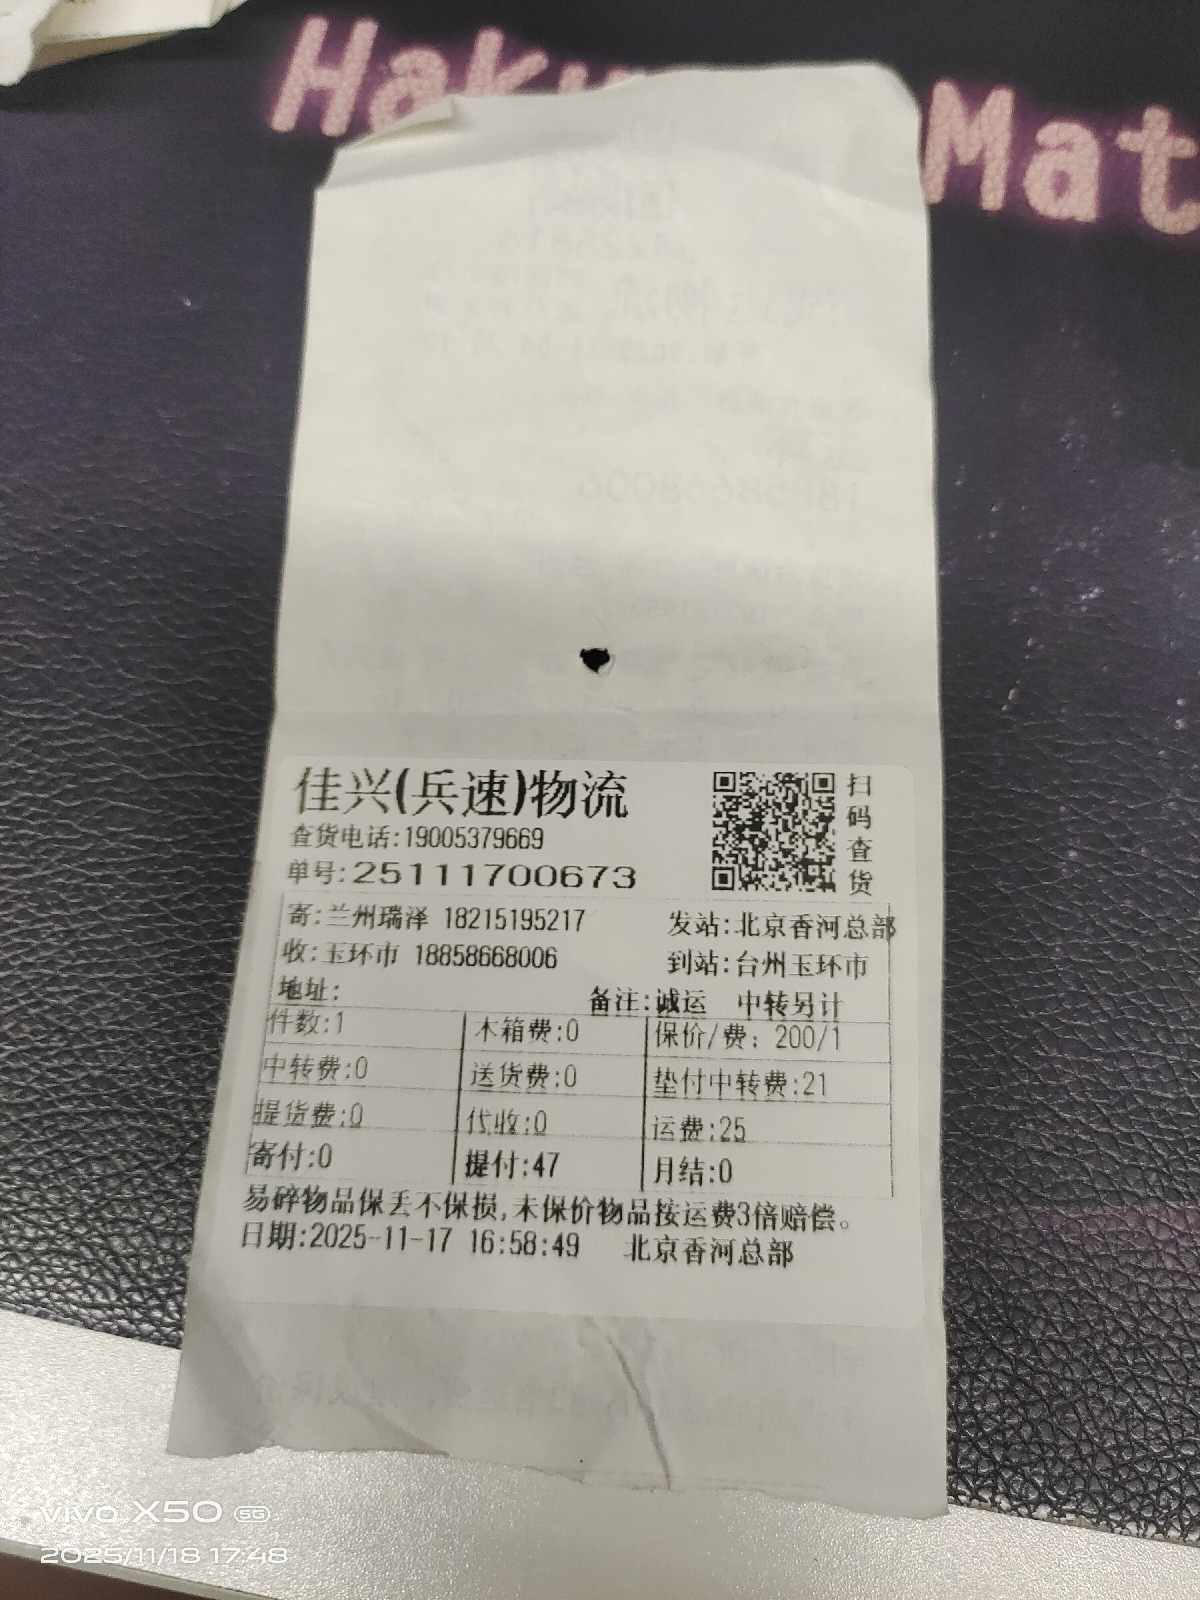 Haku
Mat
佳兴(兵速)物流
扫码查货
查货电话:19005379669
单号:25111700673
寄:兰州瑞泽 18215195217 发站:北京香河总部
收:玉环市 18858668006 到站:台州玉环市
地址: 备注:诚运 中转另计
件数:1 木箱费:0 保价/费: 200/1
中转费:0 送货费:0 垫付中转费:21
提货费:0 代收:0 运费:25
寄付:0 提付:47 月结:0
易碎物品保丢不保损,未保价物品按运费3倍赔偿。
日期:2025-11-17 16:58:49 北京香河总部
vivo X50 5G
2025/11/18 17:48